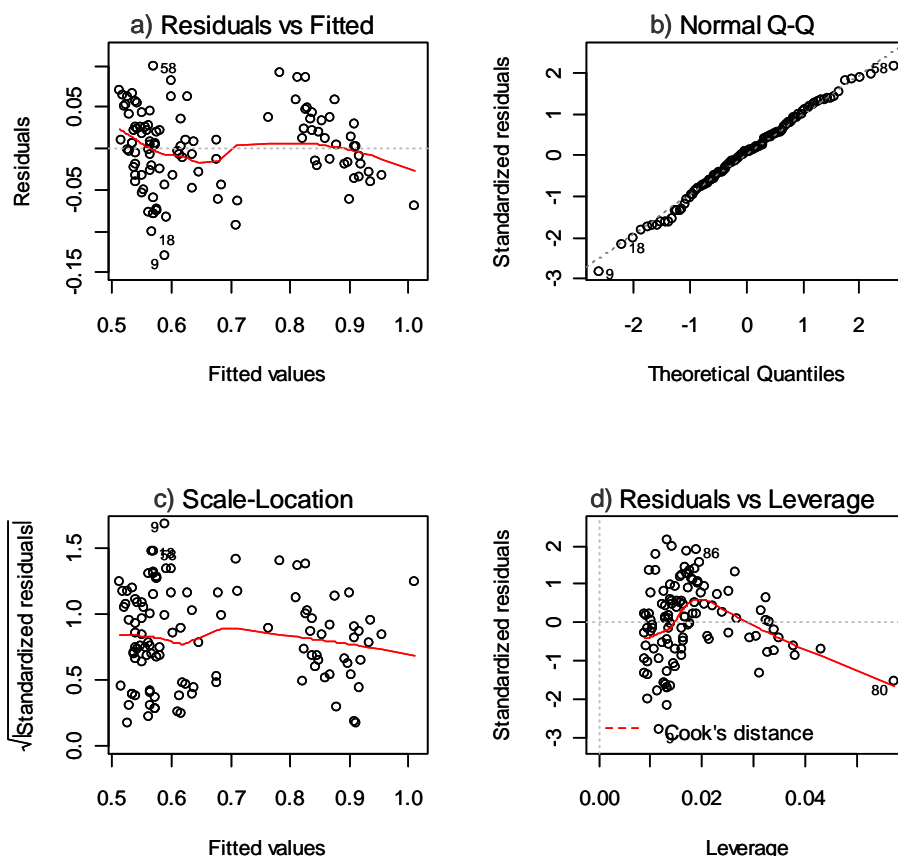 a) Residuals vs Fitted
Residuals
0.05
-0.05
-0.15
58
18
9
0.5 0.6 0.7 0.8 0.9 1.0
Fitted values
b) Normal Q-Q
Standardized residuals
2
1
0
-1
-2
-3
58
18
9
-2 -1 0 1 2
Theoretical Quantiles
c) Scale-Location
√|Standardized residuals|
1.5
1.0
0.5
0.0
9
58
0.5 0.6 0.7 0.8 0.9 1.0
Fitted values
d) Residuals vs Leverage
Standardized residuals
2
1
0
-1
-2
-3
86
80
9
Cook's distance
0.00 0.02 0.04
Leverage